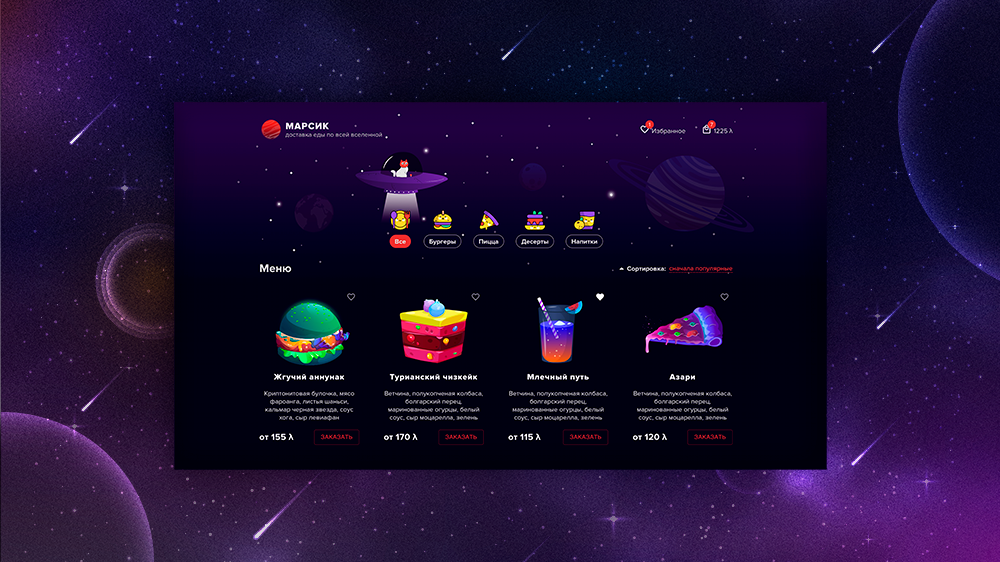 МАРСИК
доставка еды по всей вселенной
1
Избранное
7
1225 λ
Все
Бургеры
Пицца
Десерты
Напитки
Меню
Сортировка: сначала популярные
Жгучий аннунак
Криптонитовая булочка, мясо
фароанга, листья шаньси,
кальмар черная звезда, соус
юга, сыр левиафан
от 155 λ
ЗАКАЗАТЬ
Турианский чизкейк
Ветчина, полукопченая колбаса,
болгарский перец,
маринованные огурцы, белый
соус, сыр моцарелла, зелень
от 170 λ
ЗАКАЗАТЬ
Млечный путь
Ветчина, полукопченая колбаса,
болгарский перец,
маринованные огурцы, белый
соус, сыр моцарелла, зелень
от 115 λ
ЗАКАЗАТЬ
Азари
Ветчина, полукопченая колбаса,
болгарский перец,
маринованные огурцы, белый
соус, сыр моцарелла, зелень
от 120 λ
ЗАКАЗАТЬ